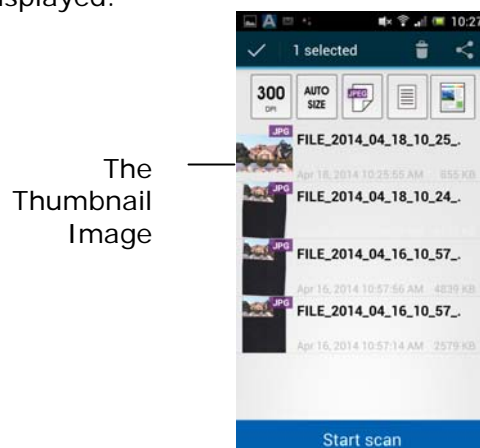 isplayed.
10:27
1 selected
300 DPI
AUTO SIZE
JPEG
JPG
FILE_2014_04_18_10_25_.
Apr 18, 2014 10:25:55 AM 655 KB
JPG
FILE_2014_04_18_10_24_.
JPG
FILE_2014_04_16_10_57_.
Apr 16, 2014 10:57:56 AM 4839 KB
JPG
FILE_2014_04_16_10_57_.
Apr 16, 2014 10:57:14 AM 2579 KB
Start scan
The
Thumbnail
Image